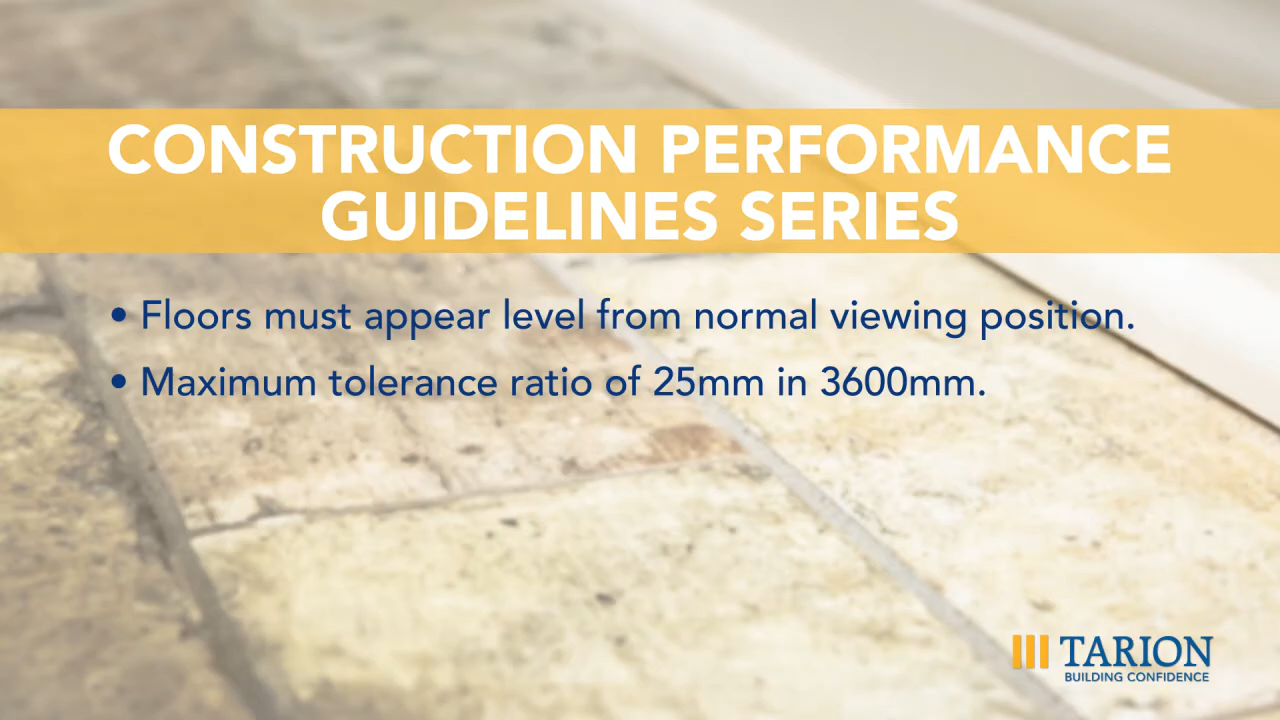 CONSTRUCTION PERFORMANCE
GUIDELINES SERIES
• Floors must appear level from normal viewing position.
• Maximum tolerance ratio of 25mm in 3600mm.
TARION
BUILDING CONFIDENCE